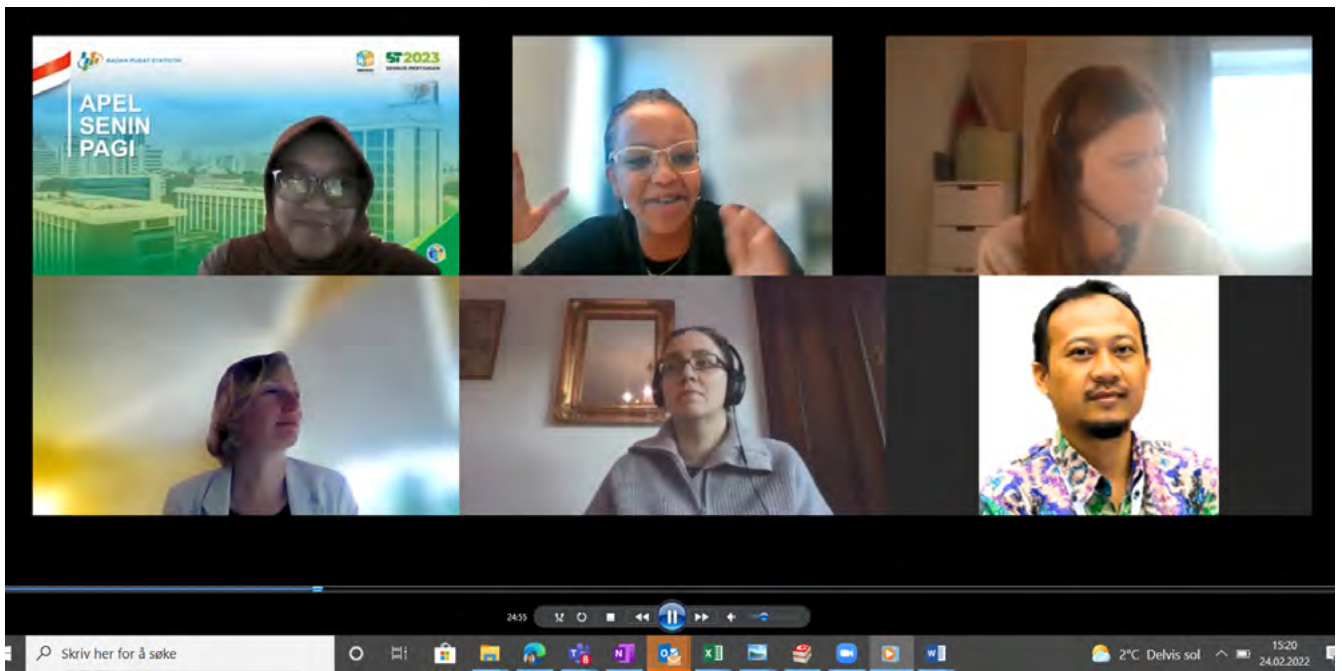 BADAN PUSAT STATISTIK
ST2023
SENSUS PERTANIAN
APEL
SENIN
PAGI
24:55
Skriv her for å søke
8
2°C Delvis sol
15:20
24.02.2022